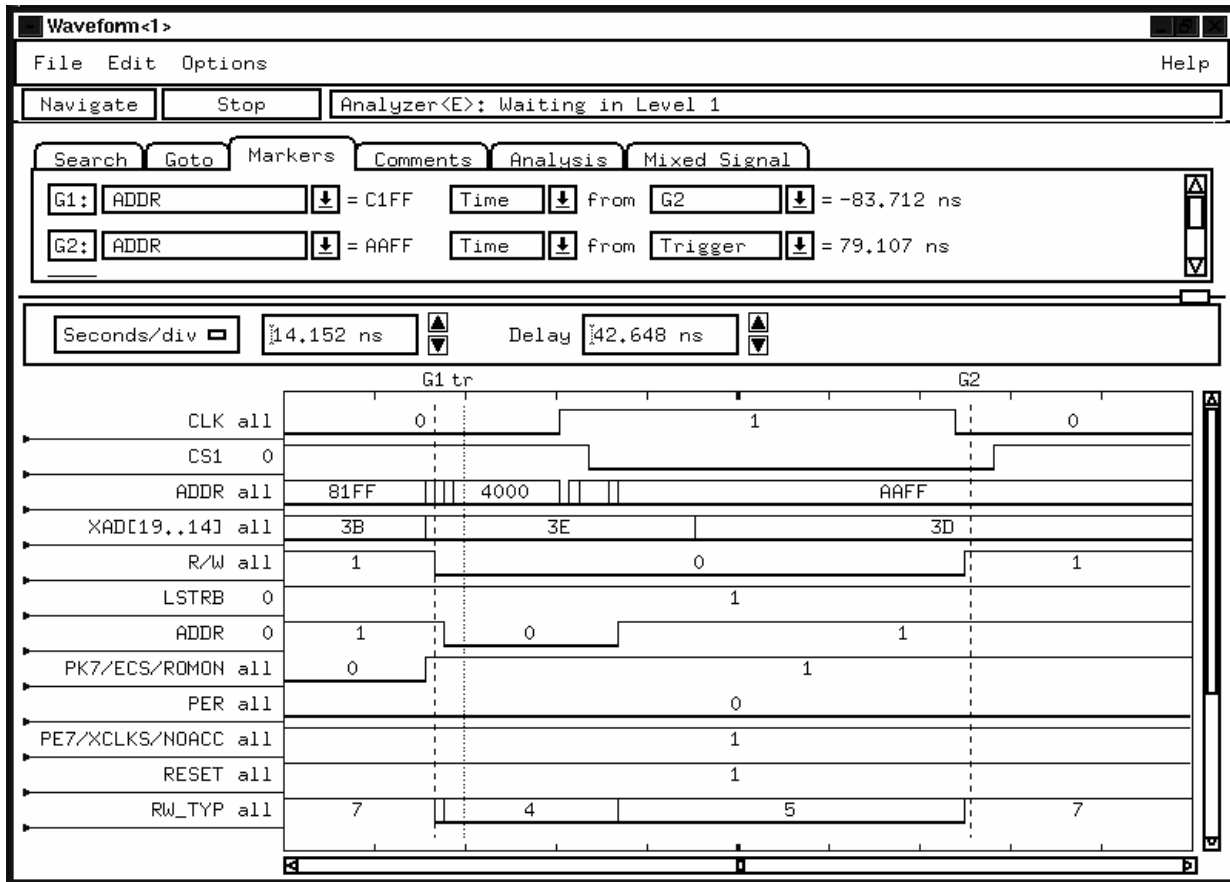 Waveform<1>
File Edit Options Help
Navigate Stop Analyzer<E>: Waiting in Level 1
Search Goto Markers Comments Analysis Mixed Signal
G1: ADDR = C1FF Time from G2 = -83.712 ns
G2: ADDR = AAFF Time from Trigger = 79.107 ns
Seconds/div 14.152 ns Delay 42.648 ns
G1 tr G2
CLK all 0 1 0
CS1 0
ADDR all 81FF 4000 AAFF
XAD[19..14] all 3B 3E 3D
R/W all 1 0 1
LSTRB 0 1
ADDR 0 1 0 1
PK7/ECS/ROMON all 0 1
PER all 0
PE7/XCLKS/NOACC all 1
RESET all 1
RW_TYP all 7 4 5 7